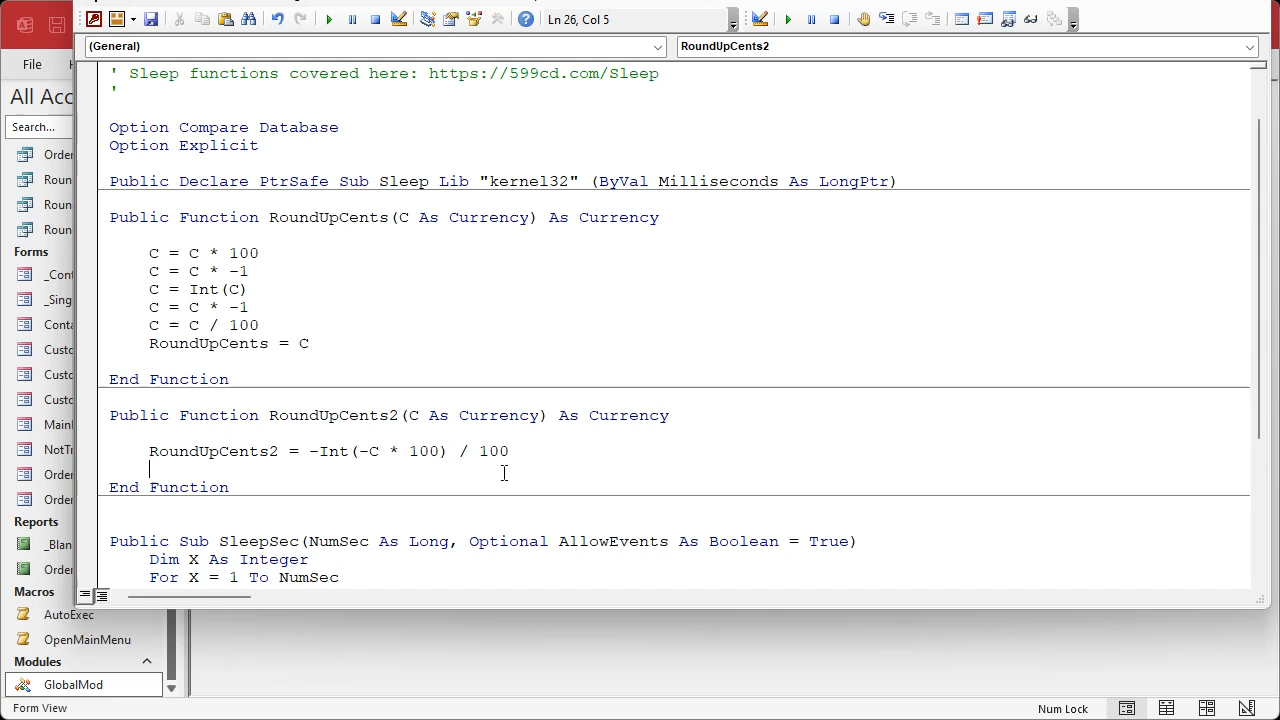 Ln 26, Col 5
(General)
RoundUpCents2
File
All Acc
Search...
Order
Roun
Roun
Roun
Forms
_Cont
_Sing
Conta
Custo
Custo
Custo
MainM
NotTr
Order
Order
Reports
_Blan
Order
Macros
AutoExec
OpenMainMenu
Modules
GlobalMod
' Sleep functions covered here: https://599cd.com/Sleep
'
Option Compare Database
Option Explicit
Public Declare PtrSafe Sub Sleep Lib "kernel32" (ByVal Milliseconds As LongPtr)
Public Function RoundUpCents(C As Currency) As Currency
C = C * 100
C = C * -1
C = Int(C)
C = C * -1
C = C / 100
RoundUpCents = C
End Function
Public Function RoundUpCents2(C As Currency) As Currency
RoundUpCents2 = -Int(-C * 100) / 100
End Function
Public Sub SleepSec(NumSec As Long, Optional AllowEvents As Boolean = True)
Dim X As Integer
For X = 1 To NumSec
Form View
Num Lock